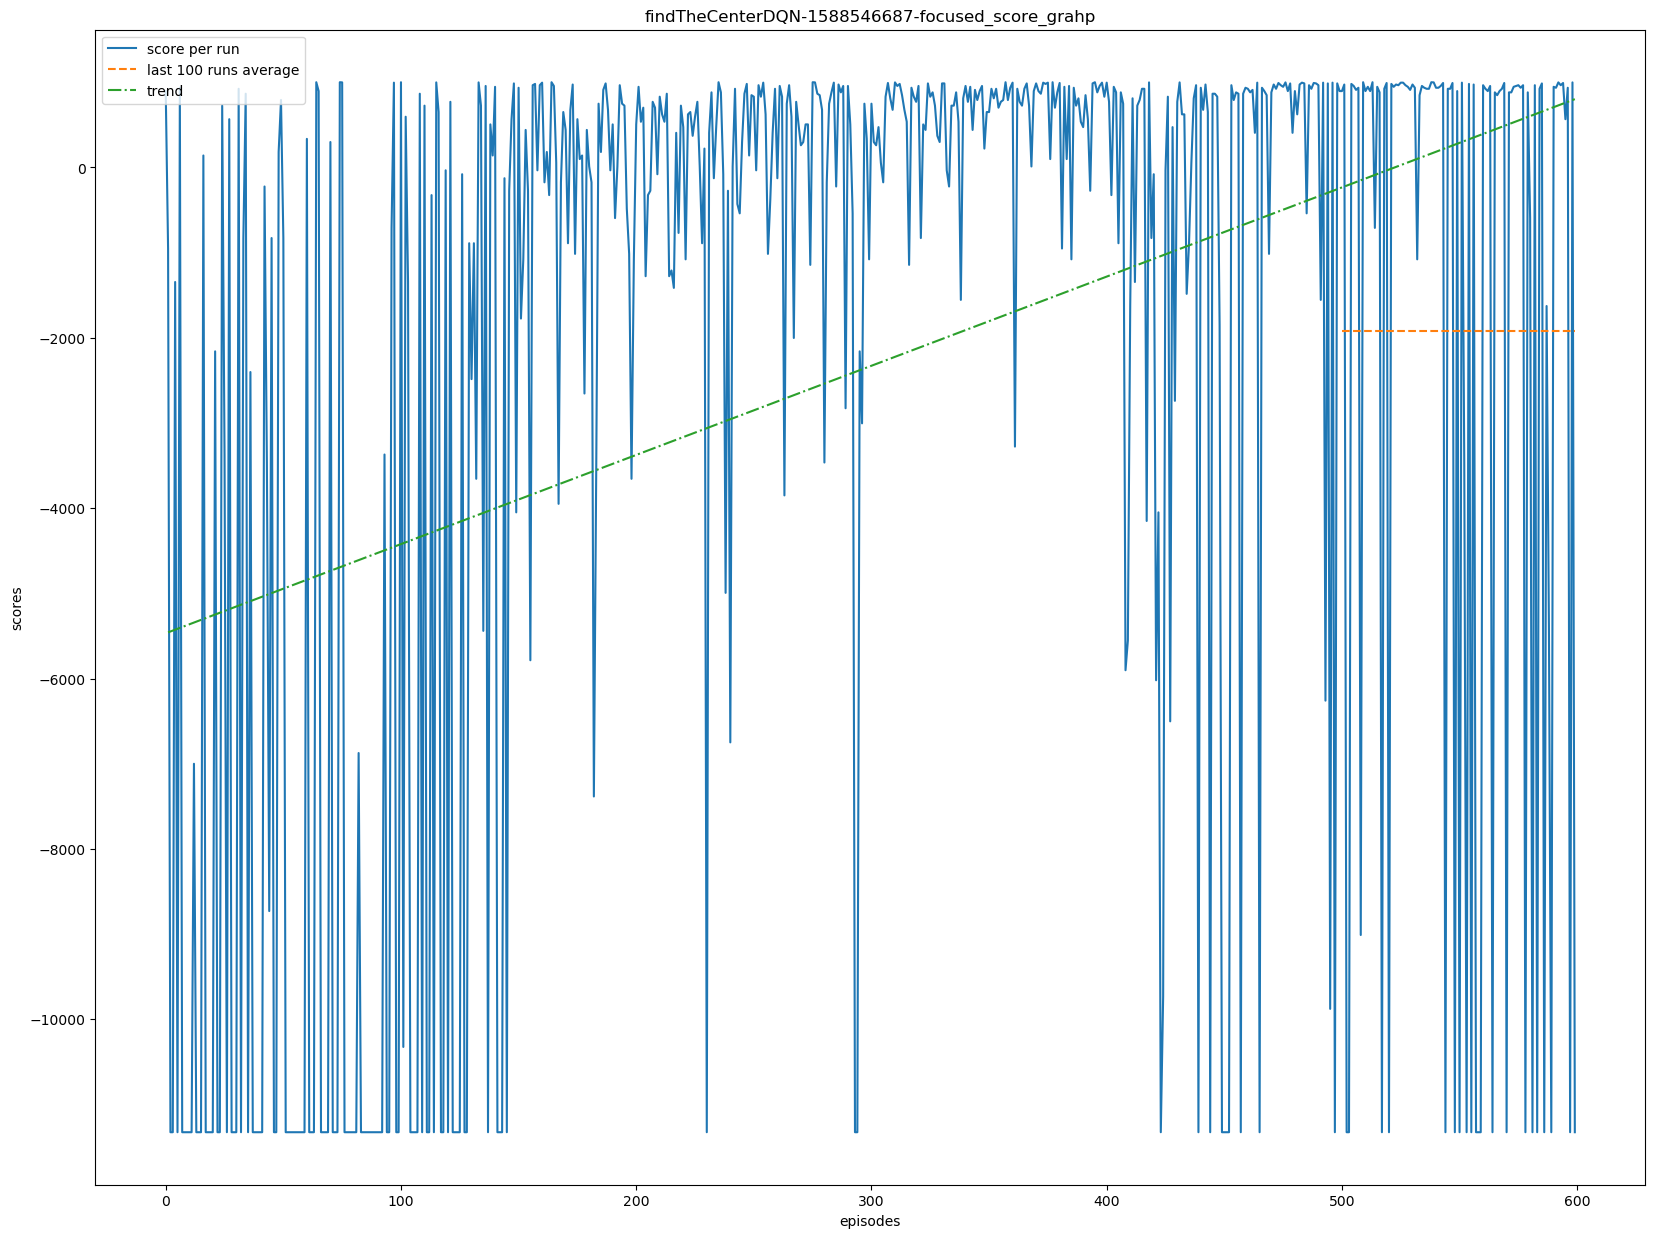 findTheCenterDQN-1588546687-focused_score_grahp
score per run
last 100 runs average
trend
0
−2000
−4000
−6000
−8000
−10000
scores
0 100 200 300 400 500 600
episodes